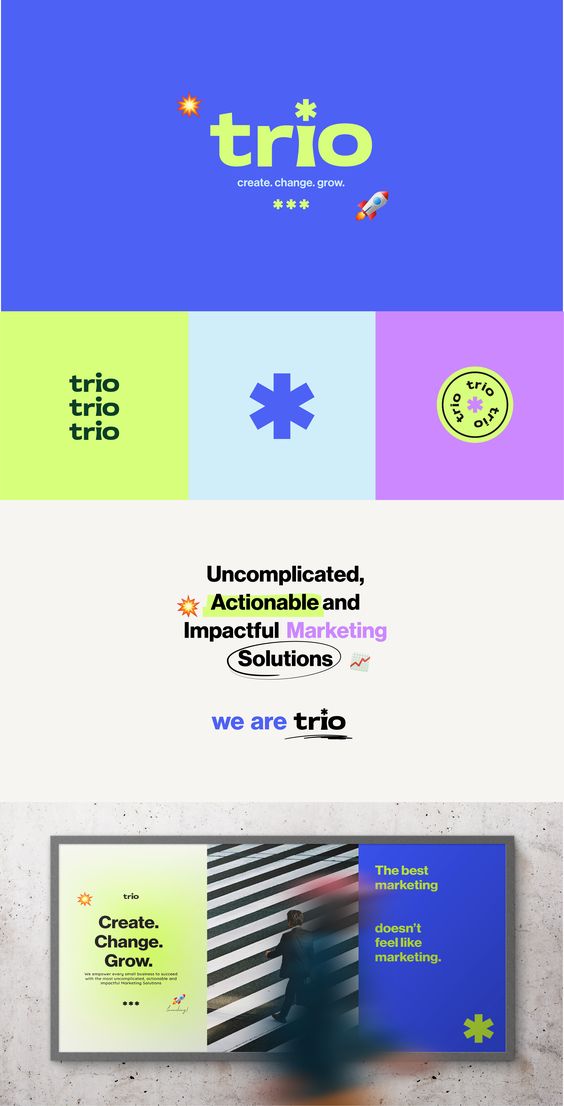 trio
create. change. grow.
trio
trio
trio
trio
trio
trio
Uncomplicated,
Actionable and
Impactful Marketing
Solutions
we are trio
trio
Create.
Change.
Grow.
We empower every small business to succeed
with the most uncomplicated, actionable and
impactful Marketing Solutions
The best
marketing
doesn't
feel like
marketing.